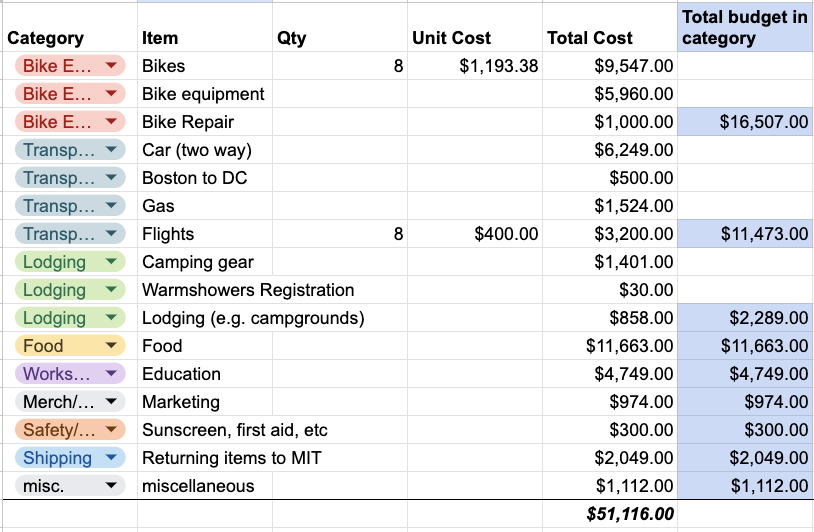 Category Item Qty Unit Cost Total Cost Total budget in category
Bike E... Bikes 8 $1,193.38 $9,547.00
Bike E... Bike equipment $5,960.00
Bike E... Bike Repair $1,000.00 $16,507.00
Transp... Car (two way) $6,249.00
Transp... Boston to DC $500.00
Transp... Gas $1,524.00
Transp... Flights 8 $400.00 $3,200.00 $11,473.00
Lodging Camping gear $1,401.00
Lodging Warmshowers Registration $30.00
Lodging Lodging (e.g. campgrounds) $858.00 $2,289.00
Food Food $11,663.00 $11,663.00
Works... Education $4,749.00 $4,749.00
Merch/... Marketing $974.00 $974.00
Safety/... Sunscreen, first aid, etc $300.00 $300.00
Shipping Returning items to MIT $2,049.00 $2,049.00
misc. miscellaneous $1,112.00 $1,112.00
$51,116.00